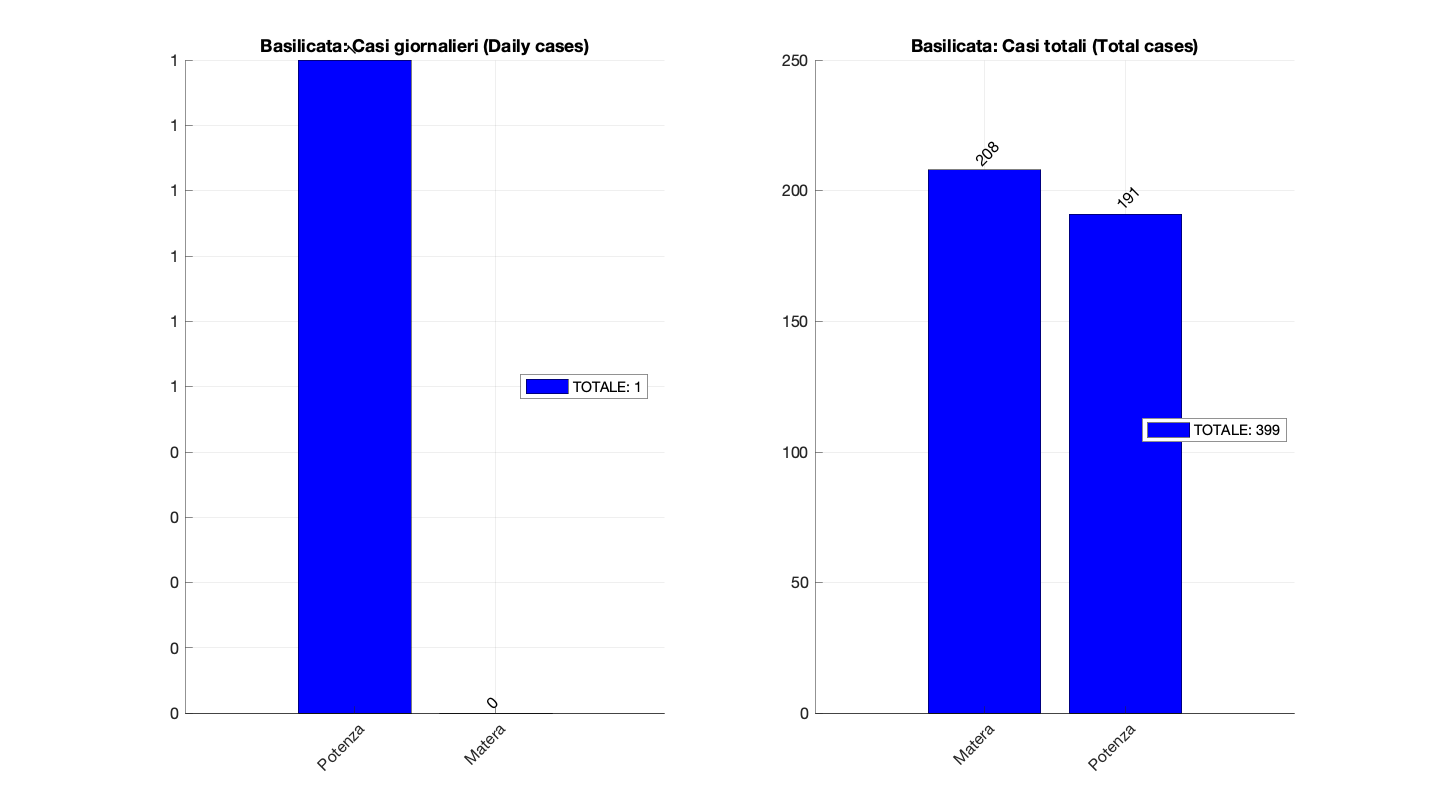 Basilicata: Casi giornalieri (Daily cases)
1
1
1
1
1
1
1
0
0
0
0
0
0
TOTALE: 1
Potenza
Matera
Basilicata: Casi totali (Total cases)
250
200
150
100
50
0
208
191
TOTALE: 399
Matera
Potenza